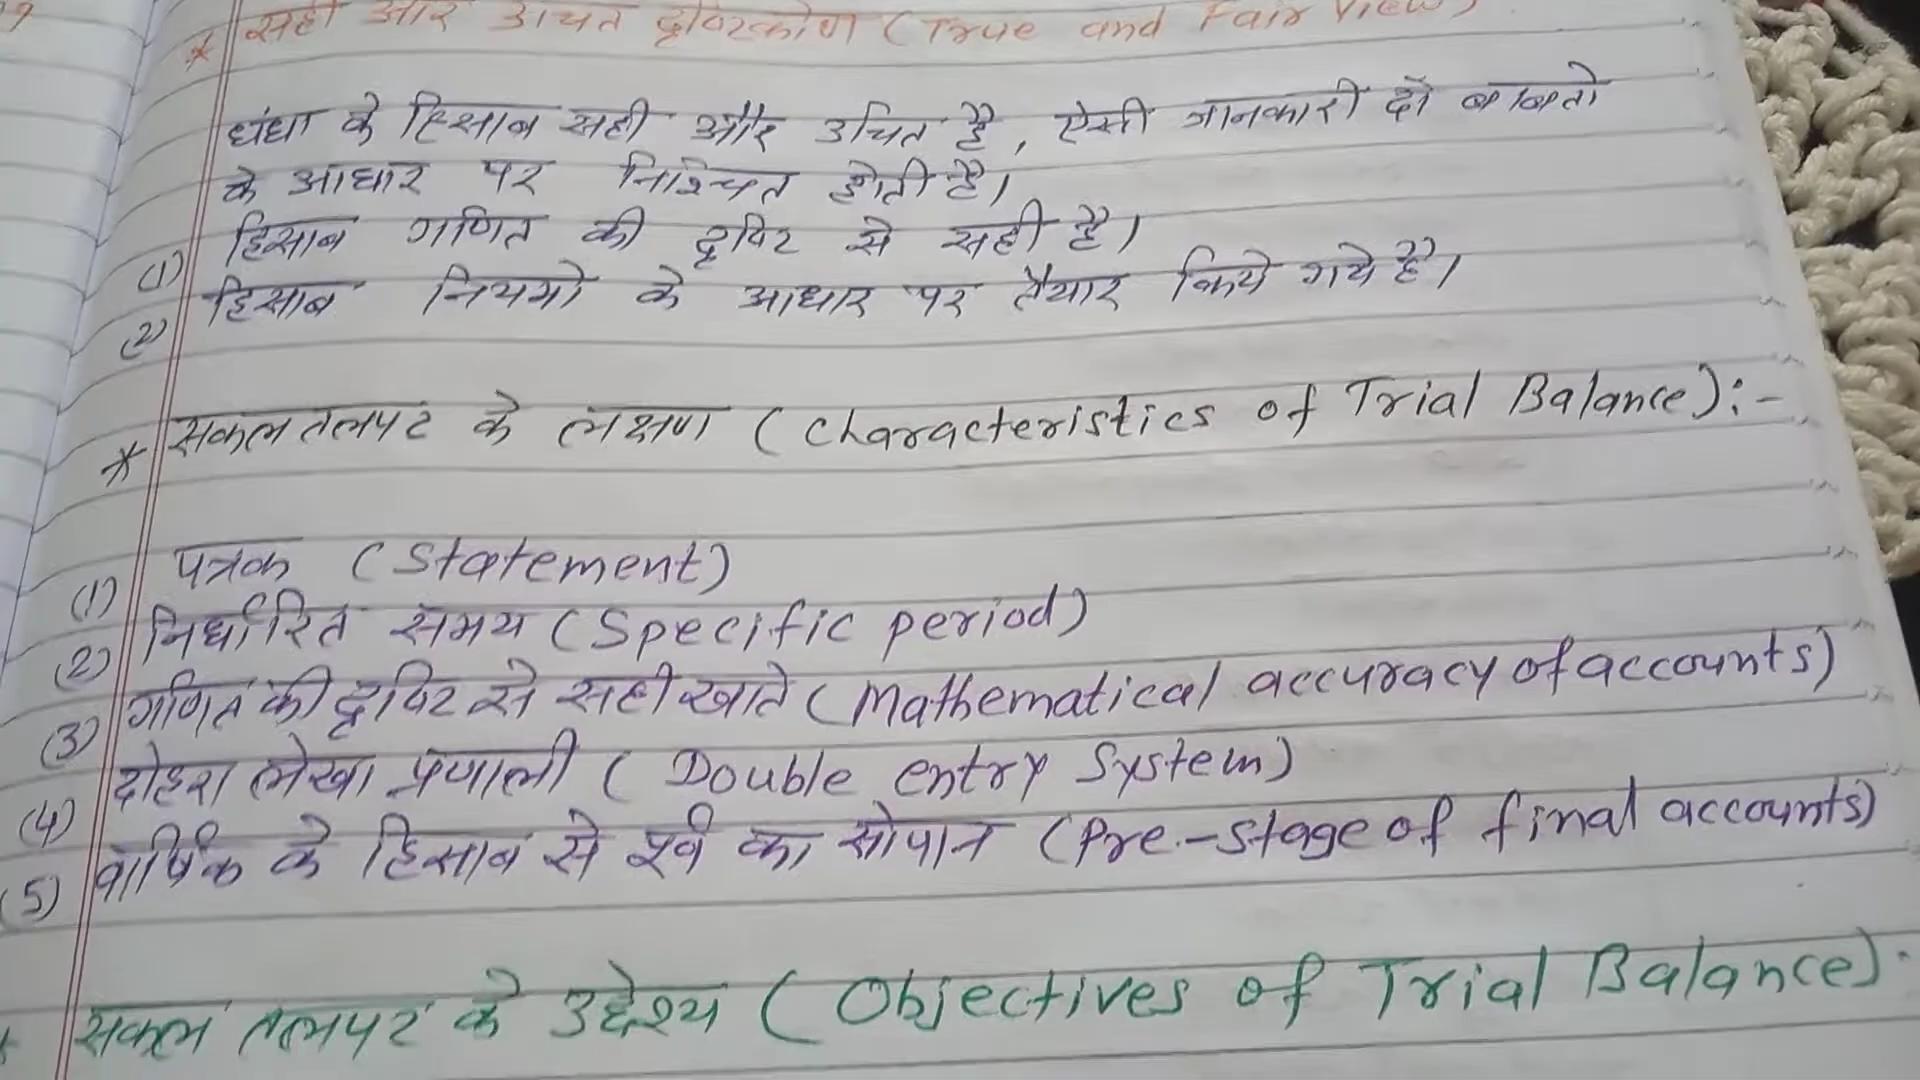 * सही और उचित दृष्टिकोण (True and Fair View)
धंधा के हिसाब सही और उचित है, ऐसी जानकारी दो
के आधार पर निश्चित होती है।
(1) हिसाब गणित की दृष्टि से सही है।
(2) हिसाब नियमो के आधार पर तैयार किये गये है।
* सकल तलपट के लक्षण (Characteristics of Trial Balance):-
(1) पत्रक (Statement)
(2) निर्धारित समय (Specific period)
(3) गणित की दृष्टि से सही खाते (Mathematical accuracy of accounts)
(4) दोहरा लेखा प्रणाली (Double entry System)
(5) वार्षिक के हिसाब से पूर्व का सोपान (Pre-stage of final accounts)
* सकल तलपट के उद्देश्य (Objectives of Trial Balance).